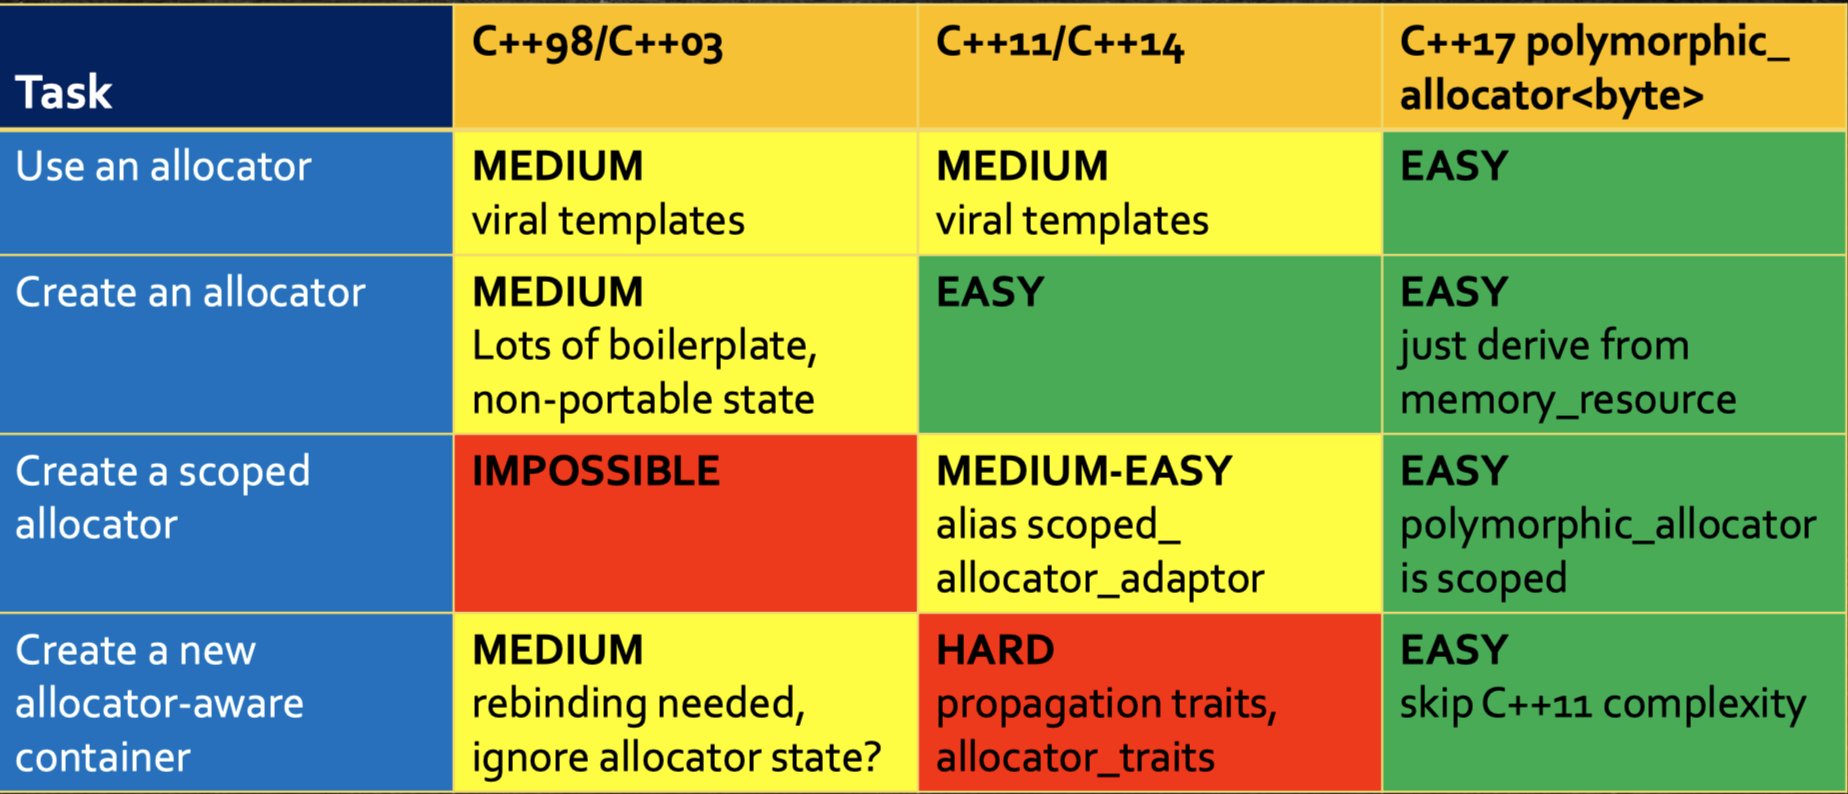 Task
C++98/C++03
C++11/C++14
C++17 polymorphic_
allocator<byte>
Use an allocator
MEDIUM
viral templates
MEDIUM
viral templates
EASY
Create an allocator
MEDIUM
Lots of boilerplate,
non-portable state
EASY
EASY
just derive from
memory_resource
Create a scoped
allocator
IMPOSSIBLE
MEDIUM-EASY
alias scoped_
allocator_adaptor
EASY
polymorphic_allocator
is scoped
Create a new
allocator-aware
container
MEDIUM
rebinding needed,
ignore allocator state?
HARD
propagation traits,
allocator_traits
EASY
skip C++11 complexity